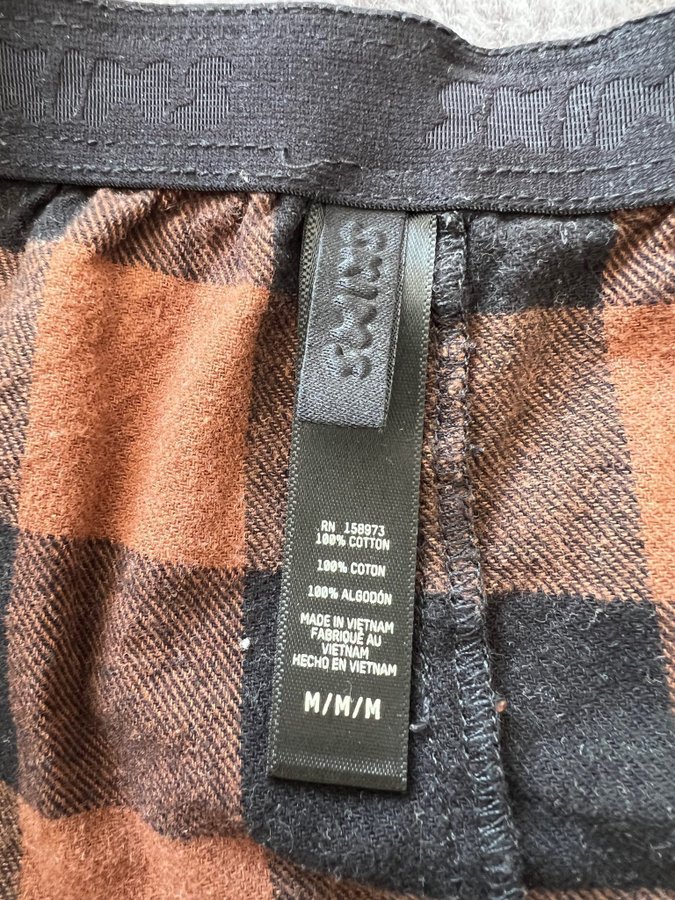 SKIMS SKIMS
SKIMS
RN 158973
100% COTTON
100% COTON
100% ALGODÓN
MADE IN VIETNAM
FABRIQUÉ AU
VIETNAM
HECHO EN VIETNAM
M/M/M